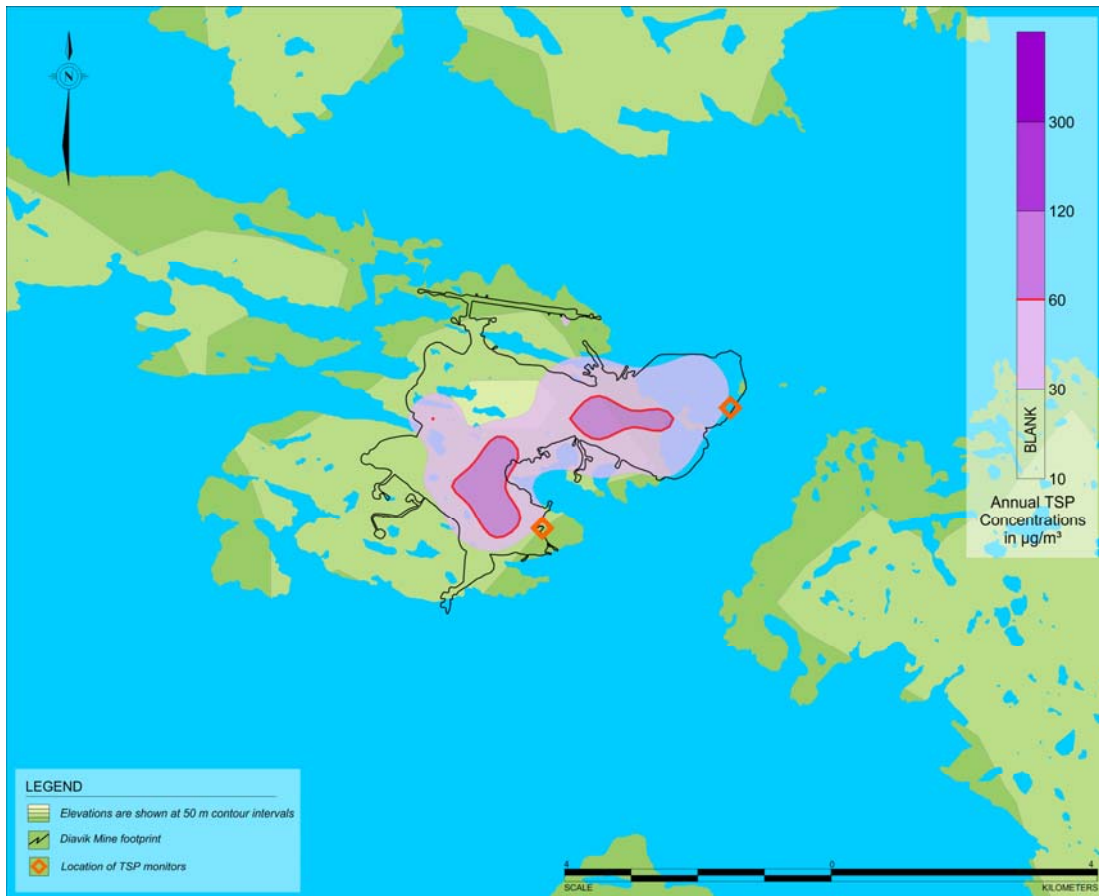 N
300
120
60
30
BLANK
10
Annual TSP
Concentrations
in µg/m³
LEGEND
Elevations are shown at 50 m contour intervals
Diavik Mine footprint
Location of TSP monitors
4 0 4
SCALE KILOMETERS